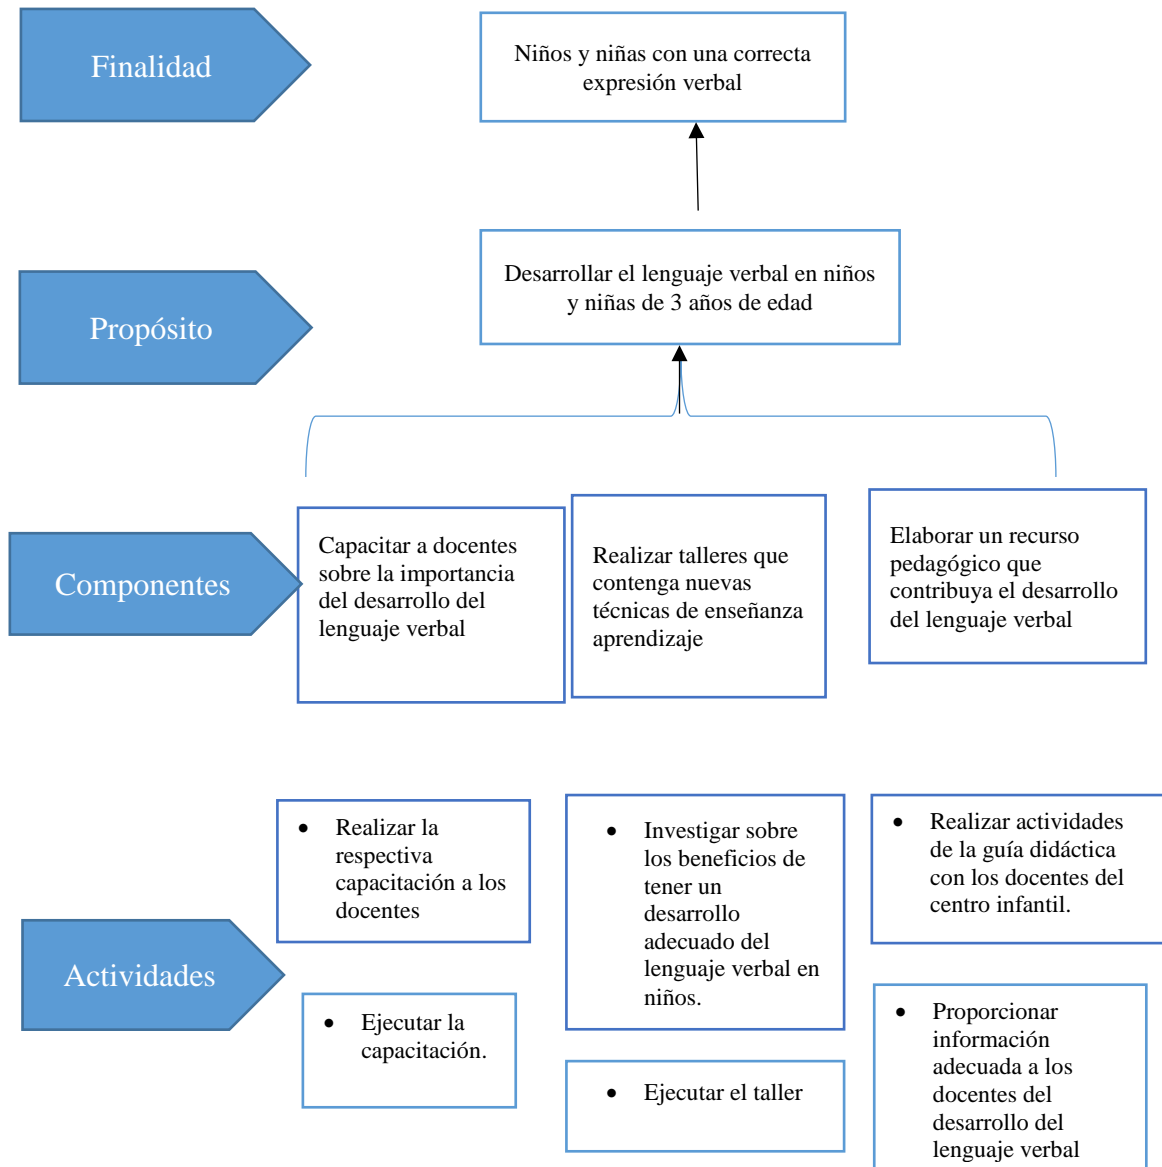 Finalidad
Niños y niñas con una correcta
expresión verbal
Propósito
Desarrollar el lenguaje verbal en niños
y niñas de 3 años de edad
Componentes
Capacitar a docentes
sobre la importancia
del desarrollo del
lenguaje verbal
Realizar talleres que
contenga nuevas
técnicas de enseñanza
aprendizaje
Elaborar un recurso
pedagógico que
contribuya el desarrollo
del lenguaje verbal
Actividades
• Realizar la
respectiva
capacitación a los
docentes
• Investigar sobre
los beneficios de
tener un
desarrollo
adecuado del
lenguaje verbal en
niños.
• Realizar actividades
de la guía didáctica
con los docentes del
centro infantil.
• Ejecutar la
capacitación.
• Ejecutar el taller
• Proporcionar
información
adecuada a los
docentes del
desarrollo del
lenguaje verbal